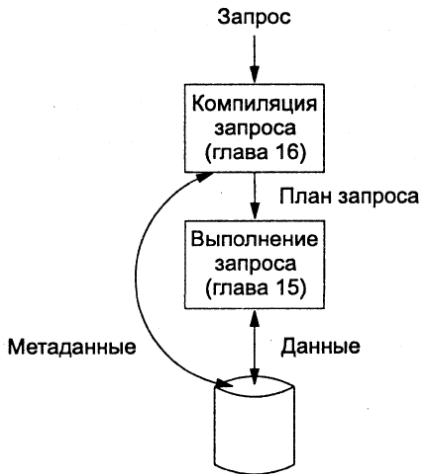 Запрос
Компиляция
запроса
(глава 16)
План запроса
Выполнение
запроса
(глава 15)
Метаданные
Данные